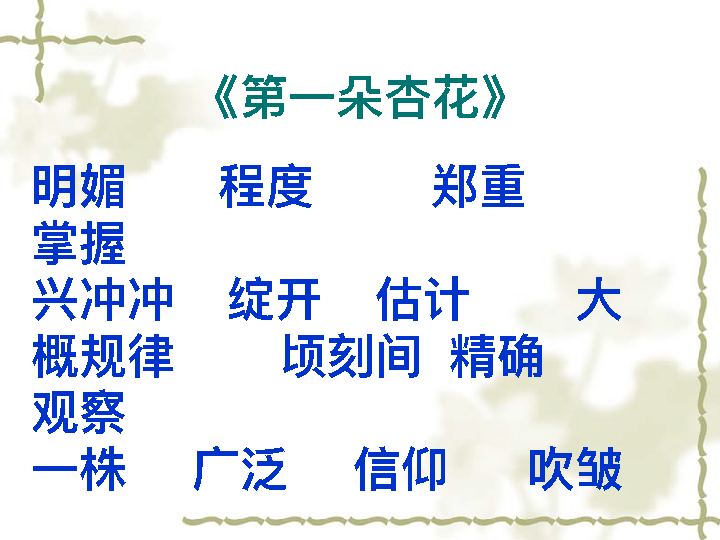 《第一朵杏花》
明媚 程度 郑重
掌握
兴冲冲 绽开 估计 大
概规律 顷刻间 精确
观察
一株 广泛 信仰 吹皱